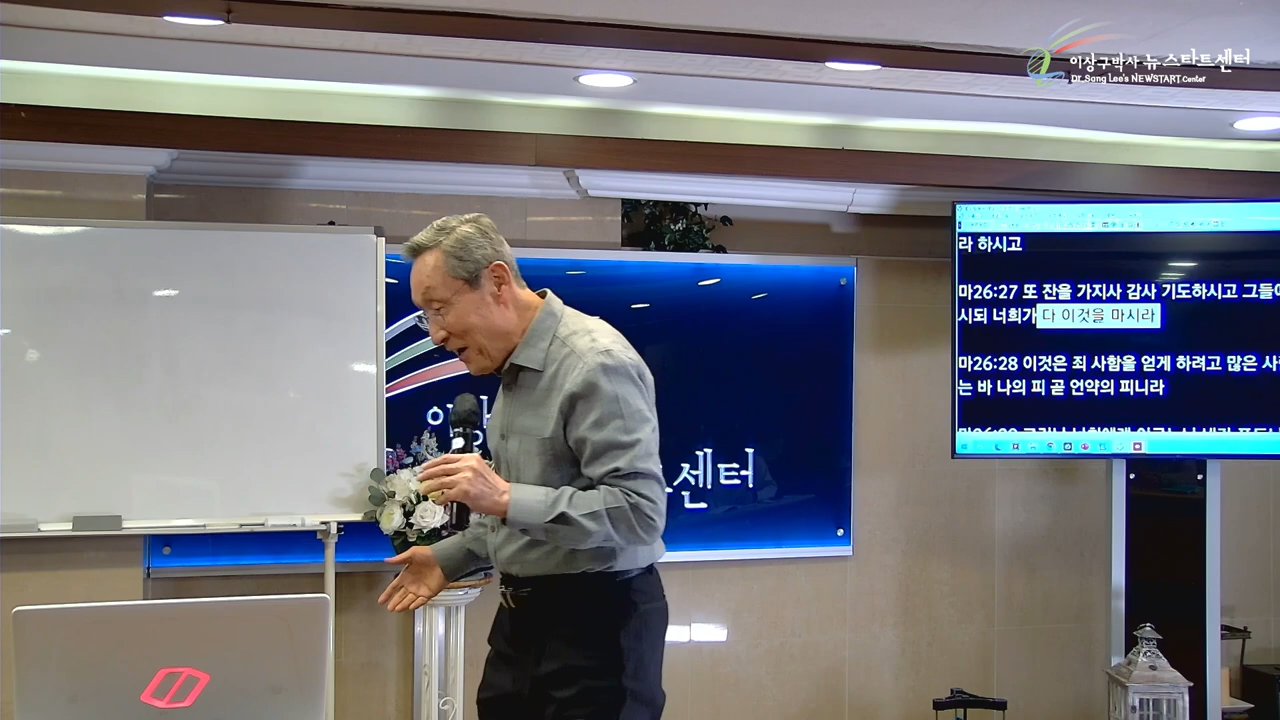 이상구박사 뉴스타트센터
Dr. Sang Lee's NEWSTART Center
라 하시고
마26:27 또 잔을 가지사 감사 기도하시고 그들에
시되 너희가 다 이것을 마시라
마26:28 이것은 죄 사함을 얻게 하려고 많은 사
는 바 나의 피 곧 언약의 피니라
센터